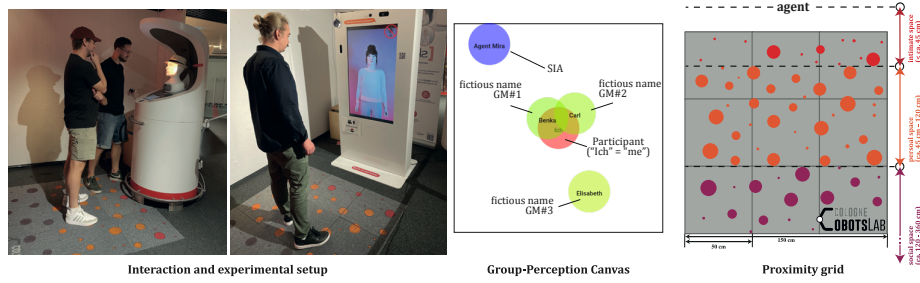 agent
intimate space
(< ca. 45 cm)
Agent Mira
SIA
fictious name
GM#1
fictious name
GM#2
Benka
Carl
Ich
Participant
("Ich" = "me")
Elisabeth
fictious name
GM#3
personal space
(ca. 45 cm - 120 cm)
COLOGNE
COBOTSLAB
social space
(ca. 120 - 360 cm)
50 cm
150 cm
Interaction and experimental setup
Group-Perception Canvas
Proximity grid